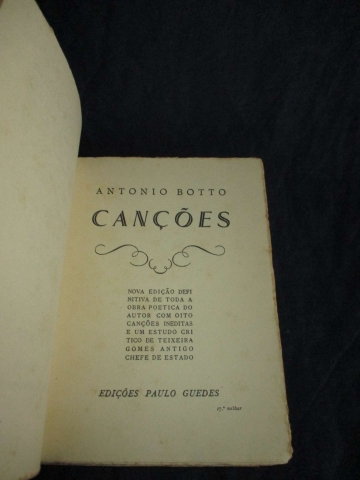 ANTONIO BOTTO
CANÇÕES
NOVA EDIÇÃO DEFI
NITIVA DE TODA A
OBRA POETICA DO
AUTOR COM OITO
CANÇÕES INEDITAS
E UM ESTUDO CRI
TICO DE TEIXEIRA
GOMES ANTIGO
CHEFE DE ESTADO
EDIÇÕES PAULO GUEDES
milhar